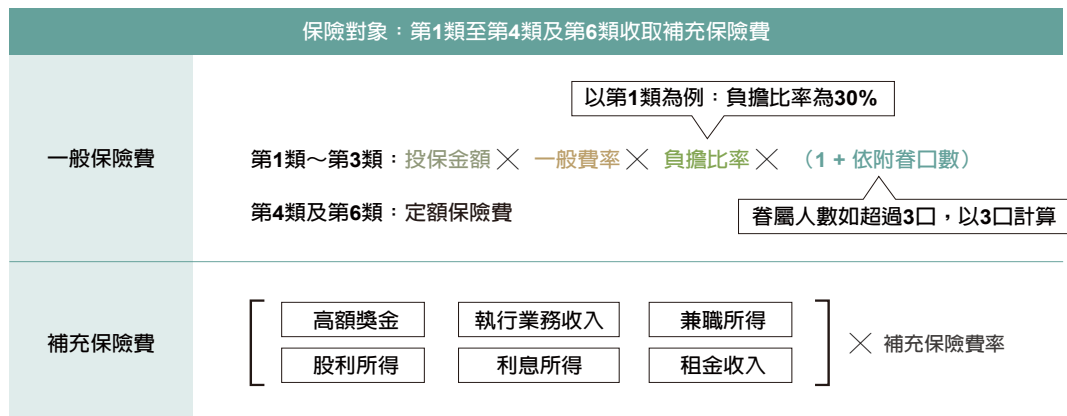 保險對象：第1類至第4類及第6類收取補充保險費
以第1類為例：負擔比率為30%
一般保險費
第1類～第3類：投保金額 × 一般費率 × 負擔比率 × （1 + 依附眷口數）
第4類及第6類：定額保險費
眷屬人數如超過3口，以3口計算
補充保險費
高額獎金 執行業務收入 兼職所得
股利所得 利息所得 租金收入
× 補充保險費率